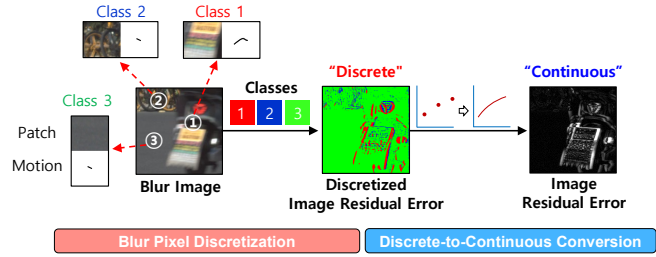 Class 2
Class 1
Class 3
Patch
Motion
②
①
③
Blur Image
Classes
1 2 3
"Discrete"
Discretized
Image Residual Error
"Continuous"
Image
Residual Error
Blur Pixel Discretization
Discrete-to-Continuous Conversion